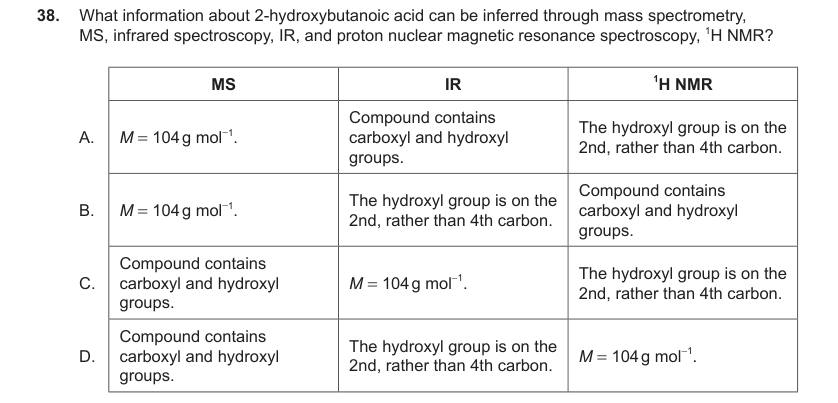 38. What information about 2-hydroxybutanoic acid can be inferred through mass spectrometry,
MS, infrared spectroscopy, IR, and proton nuclear magnetic resonance spectroscopy, ¹H NMR?
MS IR ¹H NMR
A. M = 104 g mol⁻¹. Compound contains
carboxyl and hydroxyl
groups. The hydroxyl group is on the
2nd, rather than 4th carbon.
B. M = 104 g mol⁻¹. The hydroxyl group is on the
2nd, rather than 4th carbon. Compound contains
carboxyl and hydroxyl
groups.
C. Compound contains
carboxyl and hydroxyl
groups. M = 104 g mol⁻¹. The hydroxyl group is on the
2nd, rather than 4th carbon.
D. Compound contains
carboxyl and hydroxyl
groups. The hydroxyl group is on the
2nd, rather than 4th carbon. M = 104 g mol⁻¹.